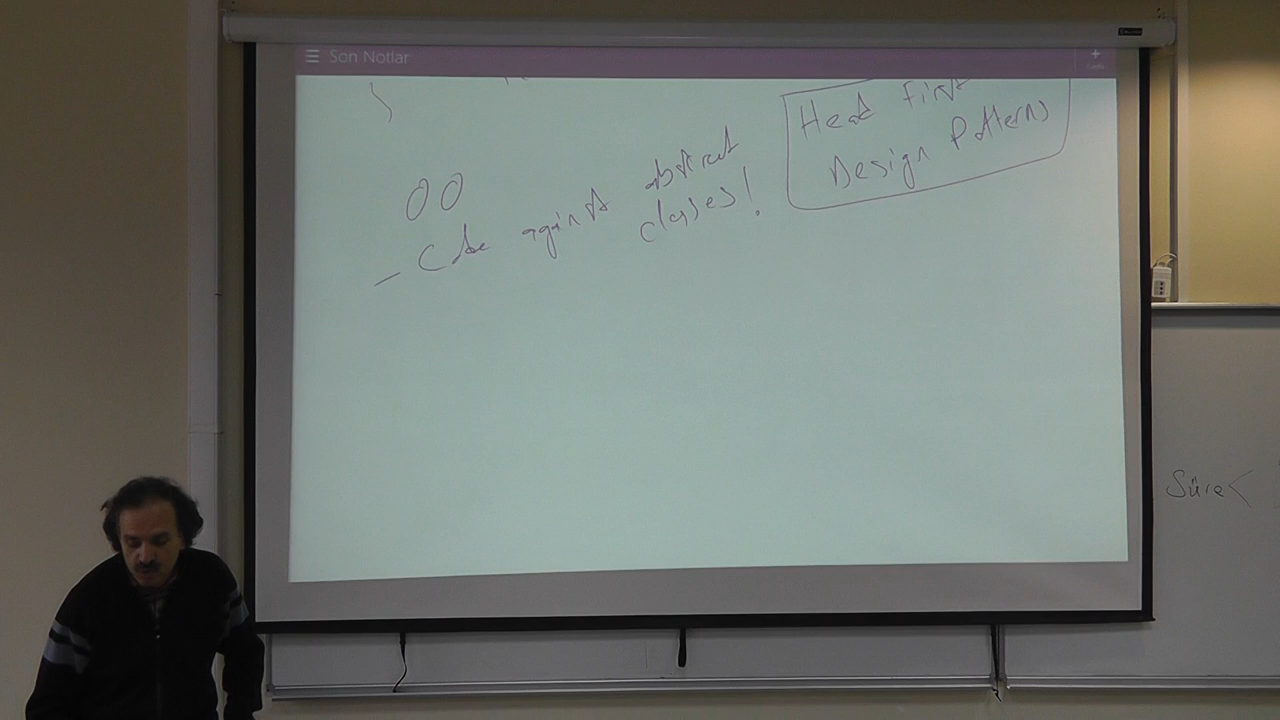 Son Notlar
Head First
Design Patterns
OO
- Code against abstract
classes!
Süre <